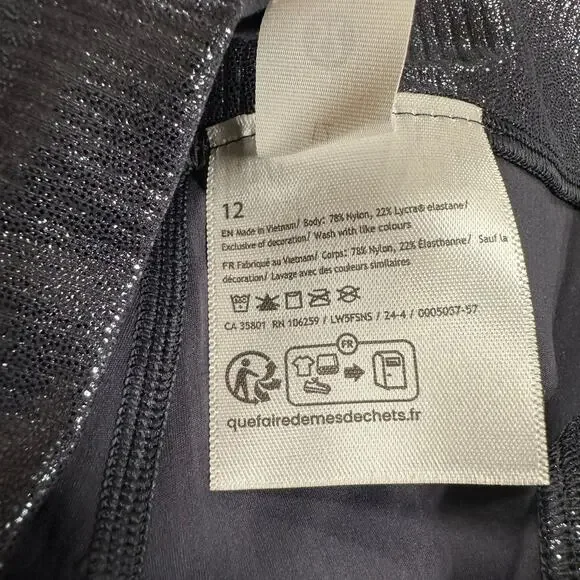 12
EN Made in Vietnam/ Body: 78% Nylon, 22% Lycra® elastane/
Exclusive of decoration/ Wash with like colours
FR Fabriqué au Vietnam/ Corps: 78% Nylon, 22% Élasthanne/ Sauf la
décoration/ Lavage avec des couleurs similaires
CA 35801 RN 106259 / LW5FSNS / 24-4 / 0005037-57
FR
quefairedemesdechets.fr